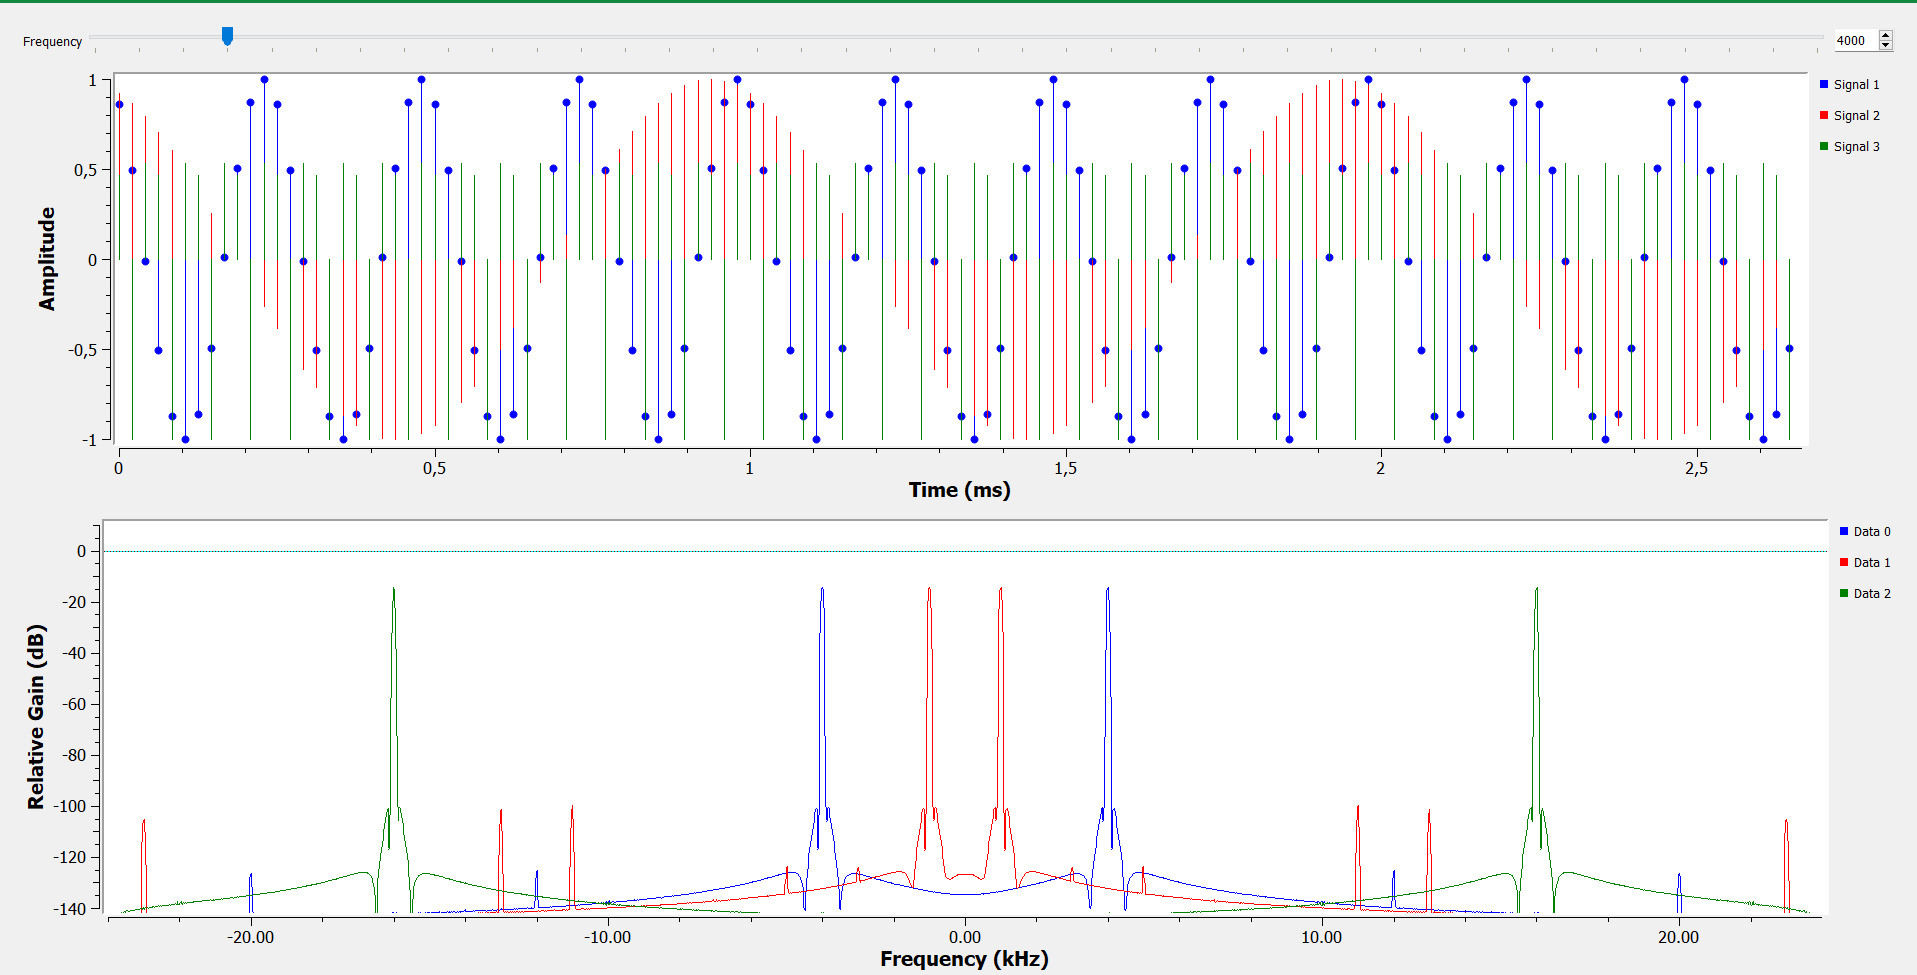 Frequency
4000
1
0,5
0
-0,5
-1
Amplitude
0
0,5
1
1,5
2
2,5
Time (ms)
Signal 1
Signal 2
Signal 3
0
-20
-40
-60
-80
-100
-120
-140
Relative Gain (dB)
-20.00
-10.00
0.00
10.00
20.00
Frequency (kHz)
Data 0
Data 1
Data 2